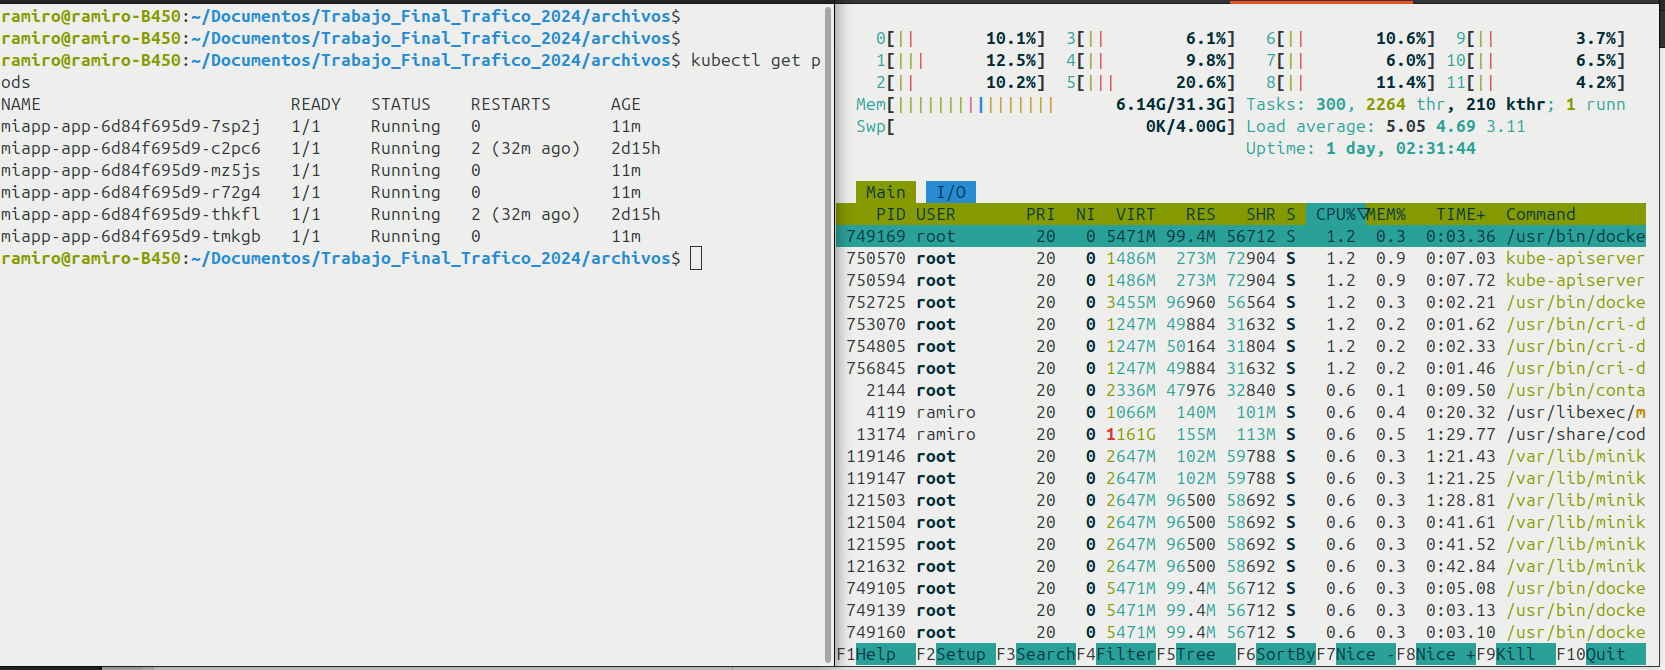 ramiro@ramiro-B450:~/Documentos/Trabajo_Final_Trafico_2024/archivos$
ramiro@ramiro-B450:~/Documentos/Trabajo_Final_Trafico_2024/archivos$
ramiro@ramiro-B450:~/Documentos/Trabajo_Final_Trafico_2024/archivos$ kubectl get p
ods
NAME READY STATUS RESTARTS AGE
miapp-app-6d84f695d9-7sp2j 1/1 Running 0 11m
miapp-app-6d84f695d9-c2pc6 1/1 Running 2 (32m ago) 2d15h
miapp-app-6d84f695d9-mz5js 1/1 Running 0 11m
miapp-app-6d84f695d9-r72g4 1/1 Running 0 11m
miapp-app-6d84f695d9-thkfl 1/1 Running 2 (32m ago) 2d15h
miapp-app-6d84f695d9-tmkgb 1/1 Running 0 11m
ramiro@ramiro-B450:~/Documentos/Trabajo_Final_Trafico_2024/archivos$
0[|| 10.1%] 3[|| 6.1%] 6[|| 10.6%] 9[|| 3.7%]
1[||| 12.5%] 4[|| 9.8%] 7[|| 6.0%] 10[|| 6.5%]
2[|| 10.2%] 5[||| 20.6%] 8[|| 11.4%] 11[|| 4.2%]
Mem[|||||||||||||||| 6.14G/31.3G] Tasks: 300, 2264 thr, 210 kthr; 1 runn
Swp[ 0K/4.00G] Load average: 5.05 4.69 3.11
Uptime: 1 day, 02:31:44
Main I/O
PID USER PRI NI VIRT RES SHR S CPU%▽MEM% TIME+ Command
749169 root 20 0 5471M 99.4M 56712 S 1.2 0.3 0:03.36 /usr/bin/docke
750570 root 20 0 1486M 273M 72904 S 1.2 0.9 0:07.03 kube-apiserver
750594 root 20 0 1486M 273M 72904 S 1.2 0.9 0:07.72 kube-apiserver
752725 root 20 0 3455M 96960 56564 S 1.2 0.3 0:02.21 /usr/bin/docke
753070 root 20 0 1247M 49884 31632 S 1.2 0.2 0:01.62 /usr/bin/cri-d
754805 root 20 0 1247M 50164 31804 S 1.2 0.2 0:02.33 /usr/bin/cri-d
756845 root 20 0 1247M 49884 31632 S 1.2 0.2 0:01.46 /usr/bin/cri-d
2144 root 20 0 2336M 47976 32840 S 0.6 0.1 0:09.50 /usr/bin/conta
4119 ramiro 20 0 1066M 140M 101M S 0.6 0.4 0:20.32 /usr/libexec/m
13174 ramiro 20 0 1161G 155M 113M S 0.6 0.5 1:29.77 /usr/share/cod
119146 root 20 0 2647M 102M 59788 S 0.6 0.3 1:21.43 /var/lib/minik
119147 root 20 0 2647M 102M 59788 S 0.6 0.3 1:21.25 /var/lib/minik
121503 root 20 0 2647M 96500 58692 S 0.6 0.3 1:28.81 /var/lib/minik
121504 root 20 0 2647M 96500 58692 S 0.6 0.3 0:41.61 /var/lib/minik
121595 root 20 0 2647M 96500 58692 S 0.6 0.3 0:41.52 /var/lib/minik
121632 root 20 0 2647M 96500 58692 S 0.6 0.3 0:42.84 /var/lib/minik
749105 root 20 0 5471M 99.4M 56712 S 0.6 0.3 0:05.08 /usr/bin/docke
749139 root 20 0 5471M 99.4M 56712 S 0.6 0.3 0:03.13 /usr/bin/docke
749160 root 20 0 5471M 99.4M 56712 S 0.6 0.3 0:03.10 /usr/bin/docke
F1Help F2Setup F3SearchF4FilterF5Tree F6SortByF7Nice -F8Nice +F9Kill F10Quit